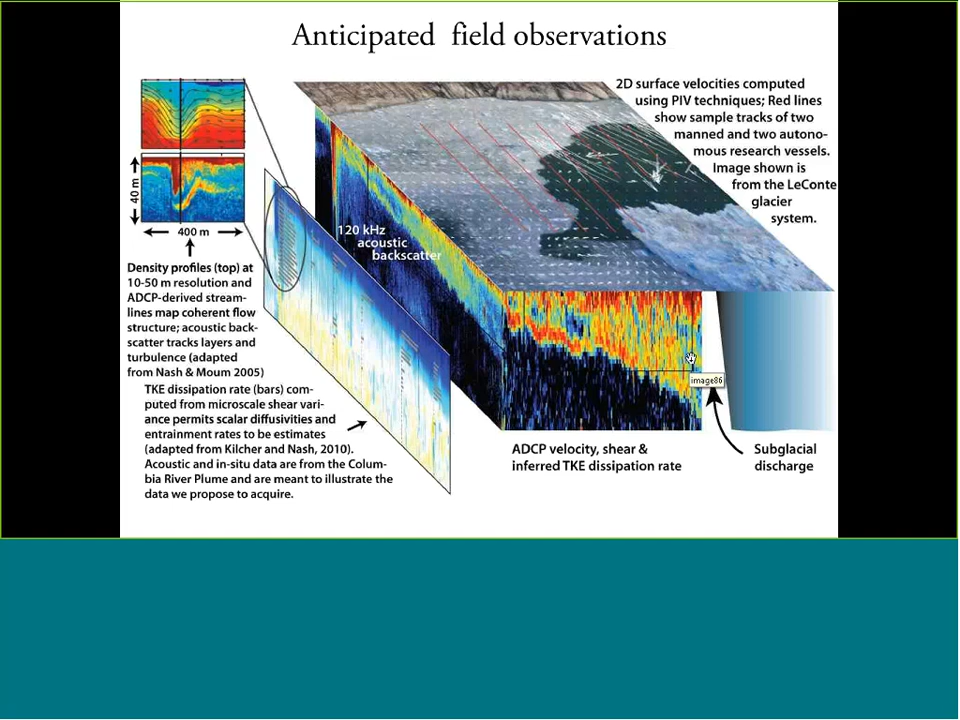 Anticipated field observations
2D surface velocities computed
using PIV techniques; Red lines
show sample tracks of two
manned and two autono-
mous research vessels.
Image shown is
from the LeConte
glacier
system.
40 m
400 m
120 kHz
acoustic
backscatter
Density profiles (top) at
10-50 m resolution and
ADCP-derived stream-
lines map coherent flow
structure; acoustic back-
scatter tracks layers and
turbulence (adapted
from Nash & Moum 2005)
TKE dissipation rate (bars) com-
puted from microscale shear vari-
ance permits scalar diffusivities and
entrainment rates to be estimates
(adapted from Kilcher and Nash, 2010).
Acoustic and in-situ data are from the Colum-
bia River Plume and are meant to illustrate the
data we propose to acquire.
image86
ADCP velocity, shear &
inferred TKE dissipation rate
Subglacial
discharge